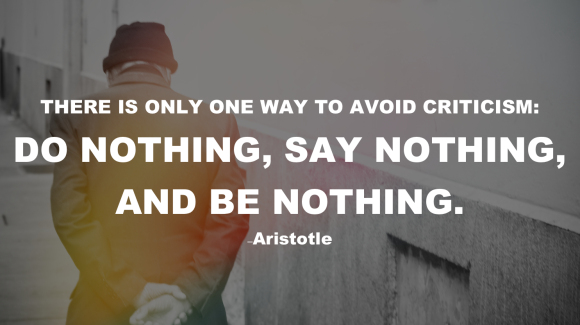 THERE IS ONLY ONE WAY TO AVOID CRITICISM:
DO NOTHING, SAY NOTHING,
AND BE NOTHING.
-Aristotle